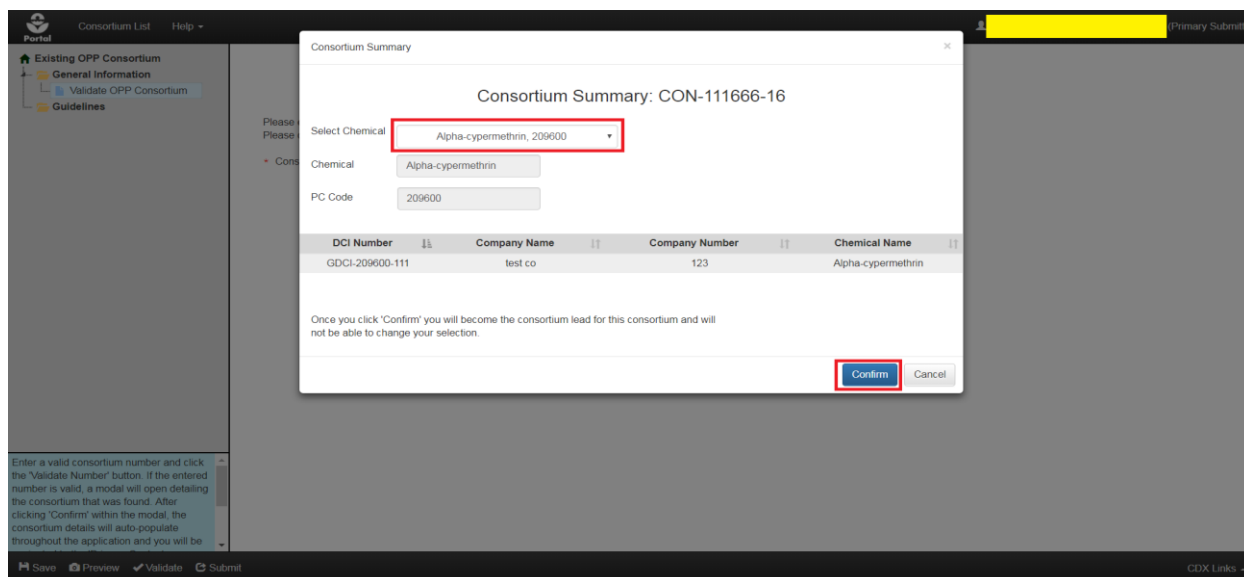 Portal
Consortium List Help
(Primary Submit
Existing OPP Consortium
General Information
Validate OPP Consortium
Guidelines
Please
Please
* Cons
Consortium Summary ×
Consortium Summary: CON-111666-16
Select Chemical Alpha-cypermethrin, 209600
Chemical Alpha-cypermethrin
PC Code 209600
DCI Number Company Name Company Number Chemical Name
GDCI-209600-111 test co 123 Alpha-cypermethrin
Once you click 'Confirm' you will become the consortium lead for this consortium and will
not be able to change your selection.
Confirm Cancel
Enter a valid consortium number and click
the 'Validate Number' button. If the entered
number is valid, a modal will open detailing
the consortium that was found. After
clicking 'Confirm' within the modal, the
consortium details will auto-populate
throughout the application and you will be
Save Preview Validate Submit CDX Links